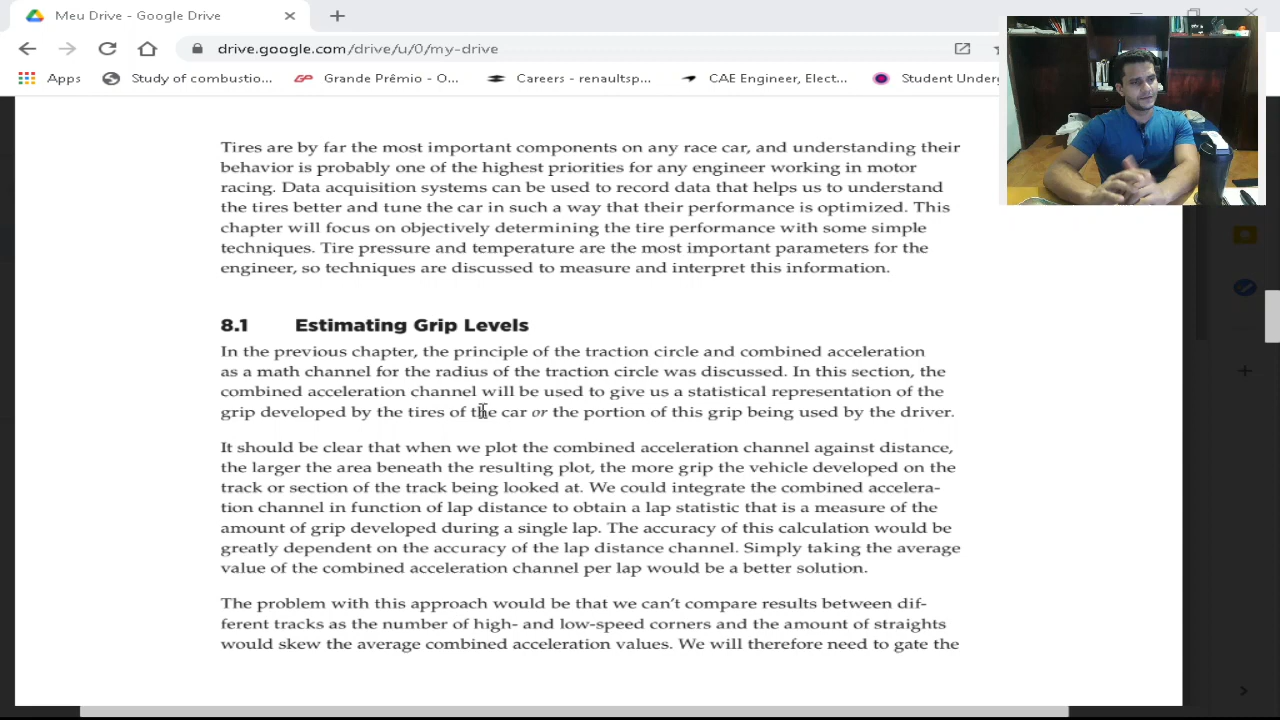 Meu Drive - Google Drive
drive.google.com/drive/u/0/my-drive
Apps Study of combustio... GP Grande Prêmio - O... Careers - renaultsp... CAE Engineer, Elect... Student Underg
Tires are by far the most important components on any race car, and understanding their
behavior is probably one of the highest priorities for any engineer working in motor
racing. Data acquisition systems can be used to record data that helps us to understand
the tires better and tune the car in such a way that their performance is optimized. This
chapter will focus on objectively determining the tire performance with some simple
techniques. Tire pressure and temperature are the most important parameters for the
engineer, so techniques are discussed to measure and interpret this information.
8.1 Estimating Grip Levels
In the previous chapter, the principle of the traction circle and combined acceleration
as a math channel for the radius of the traction circle was discussed. In this section, the
combined acceleration channel will be used to give us a statistical representation of the
grip developed by the tires of the car or the portion of this grip being used by the driver.
It should be clear that when we plot the combined acceleration channel against distance,
the larger the area beneath the resulting plot, the more grip the vehicle developed on the
track or section of the track being looked at. We could integrate the combined accelera-
tion channel in function of lap distance to obtain a lap statistic that is a measure of the
amount of grip developed during a single lap. The accuracy of this calculation would be
greatly dependent on the accuracy of the lap distance channel. Simply taking the average
value of the combined acceleration channel per lap would be a better solution.
The problem with this approach would be that we can't compare results between dif-
ferent tracks as the number of high- and low-speed corners and the amount of straights
would skew the average combined acceleration values. We will therefore need to gate the